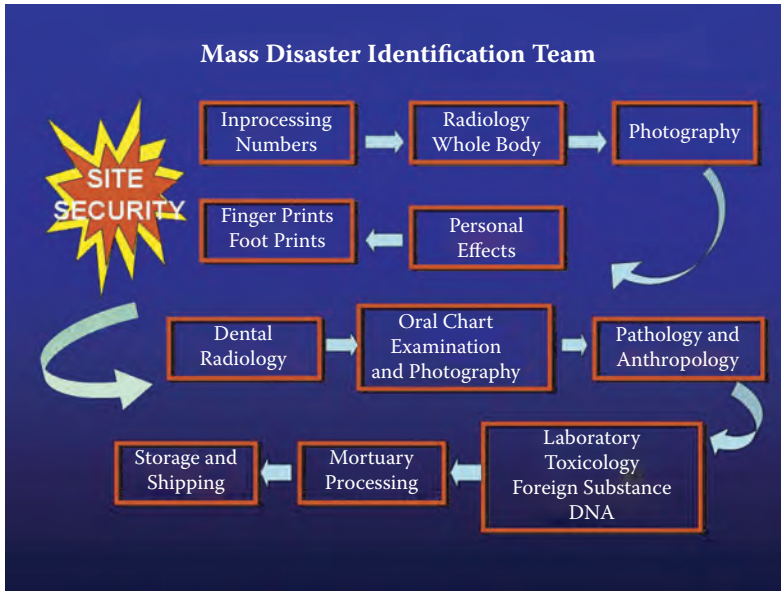 Mass Disaster Identification Team
Inprocessing
Numbers
Radiology
Whole Body
Photography
SITE
SECURITY
Finger Prints
Foot Prints
Personal
Effects
Dental
Radiology
Oral Chart
Examination
and Photography
Pathology and
Anthropology
Storage and
Shipping
Mortuary
Processing
Laboratory
Toxicology
Foreign Substance
DNA